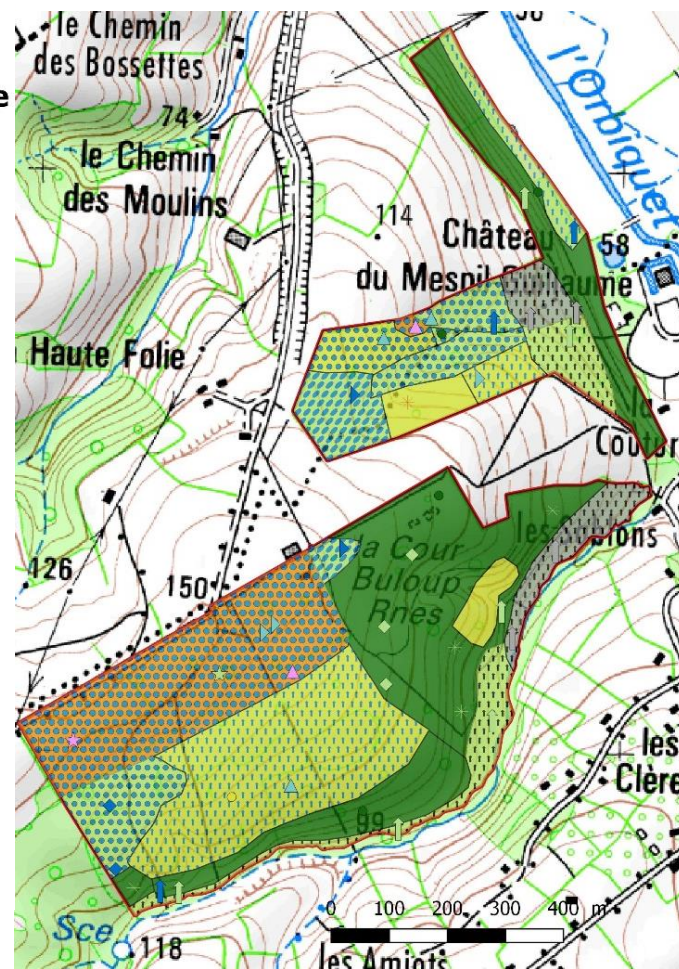 e
le Chemin
des Bossettes
74
le Chemin
des Moulins
l'Orbiquet
114
Château
58
du Mesnil Guillaume
Haute Folie
la
Coutur
les Sablons
a Cour
Buloup
Rnes
126
150
les
Clère
99
0 100 200 300 400 m
Sce
118
les Amiots